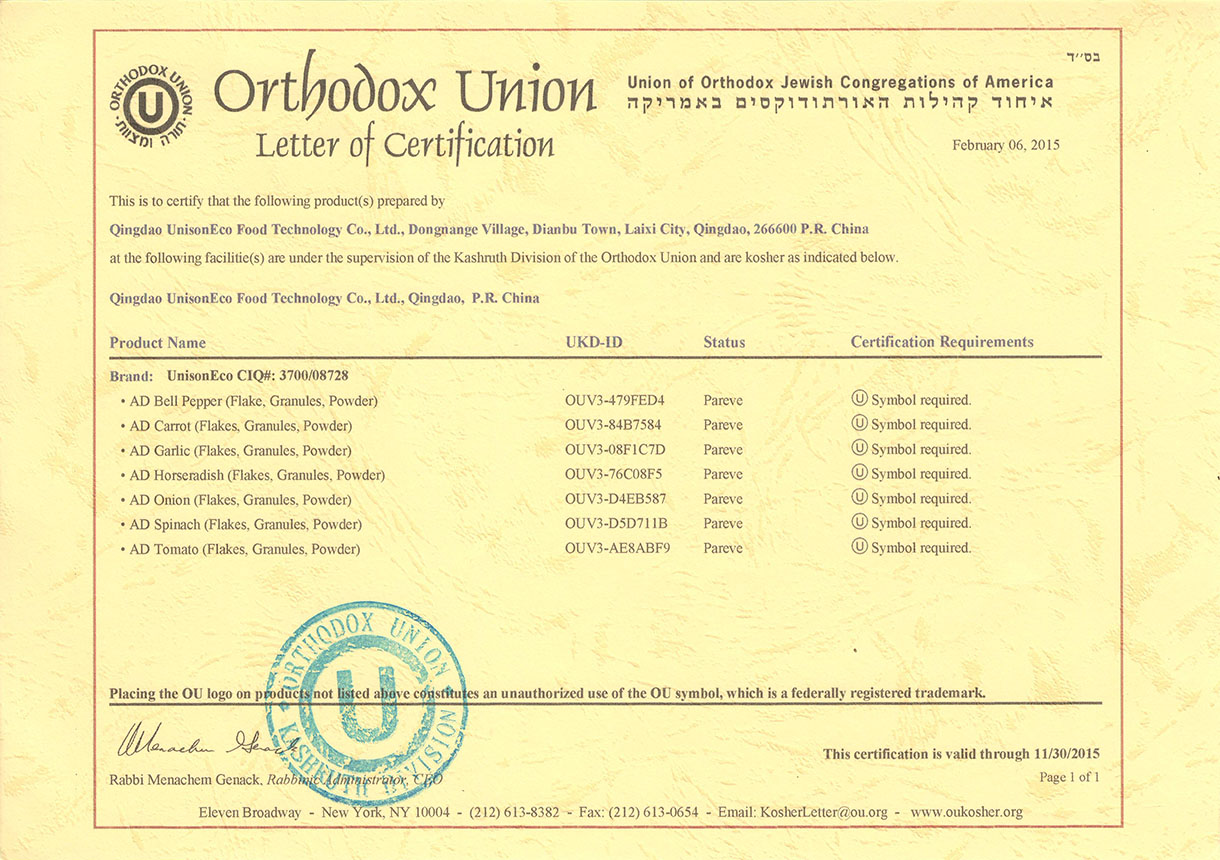 בס״ד
ORTHODOX UNION
U
תורה ומצוות
Orthodox Union
Letter of Certification
Union of Orthodox Jewish Congregations of America
איחוד קהילות האורתודוקסים באמריקה
February 06, 2015
This is to certify that the following product(s) prepared by
Qingdao UnisonEco Food Technology Co., Ltd., Dongnange Village, Dianbu Town, Laixi City, Qingdao, 266600 P.R. China
at the following facilitie(s) are under the supervision of the Kashruth Division of the Orthodox Union and are kosher as indicated below.
Qingdao UnisonEco Food Technology Co., Ltd., Qingdao, P.R. China
Product Name UKD-ID Status Certification Requirements
Brand: UnisonEco CIQ#: 3700/08728
• AD Bell Pepper (Flake, Granules, Powder) OUV3-479FED4 Pareve Ⓤ Symbol required.
• AD Carrot (Flakes, Granules, Powder) OUV3-84B7584 Pareve Ⓤ Symbol required.
• AD Garlic (Flakes, Granules, Powder) OUV3-08F1C7D Pareve Ⓤ Symbol required.
• AD Horseradish (Flakes, Granules, Powder) OUV3-76C08F5 Pareve Ⓤ Symbol required.
• AD Onion (Flakes, Granules, Powder) OUV3-D4EB587 Pareve Ⓤ Symbol required.
• AD Spinach (Flakes, Granules, Powder) OUV3-D5D711B Pareve Ⓤ Symbol required.
• AD Tomato (Flakes, Granules, Powder) OUV3-AE8ABF9 Pareve Ⓤ Symbol required.
ORTHODOX UNION
U
KASHRUTH DIVISION
Placing the OU logo on products not listed above constitutes an unauthorized use of the OU symbol, which is a federally registered trademark.
Menachem Genack
Rabbi Menachem Genack, Rabbinic Administrator, CEO
This certification is valid through 11/30/2015
Page 1 of 1
Eleven Broadway - New York, NY 10004 - (212) 613-8382 - Fax: (212) 613-0654 - Email: KosherLetter@ou.org - www.oukosher.org